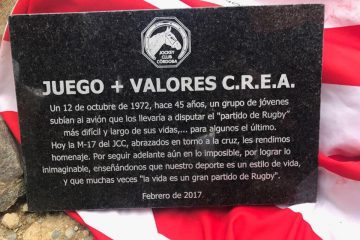 JOCKEY
CLUB
CÓRDOBA
JUEGO + VALORES C.R.E.A.
Un 12 de octubre de 1972, hace 45 años, un grupo de jóvenes
subían al avión que los llevaría a disputar el "partido de Rugby"
más difícil y largo de sus vidas,... para algunos el último.
Hoy la M-17 del JCC, abrazados en torno a la cruz, les rendimos
homenaje. Por seguir adelante aún en lo imposible, por lograr lo
inimaginable, enseñándonos que nuestro deporte es un estilo de vida,
y que muchas veces "la vida es un gran partido de Rugby".
Febrero de 2017.